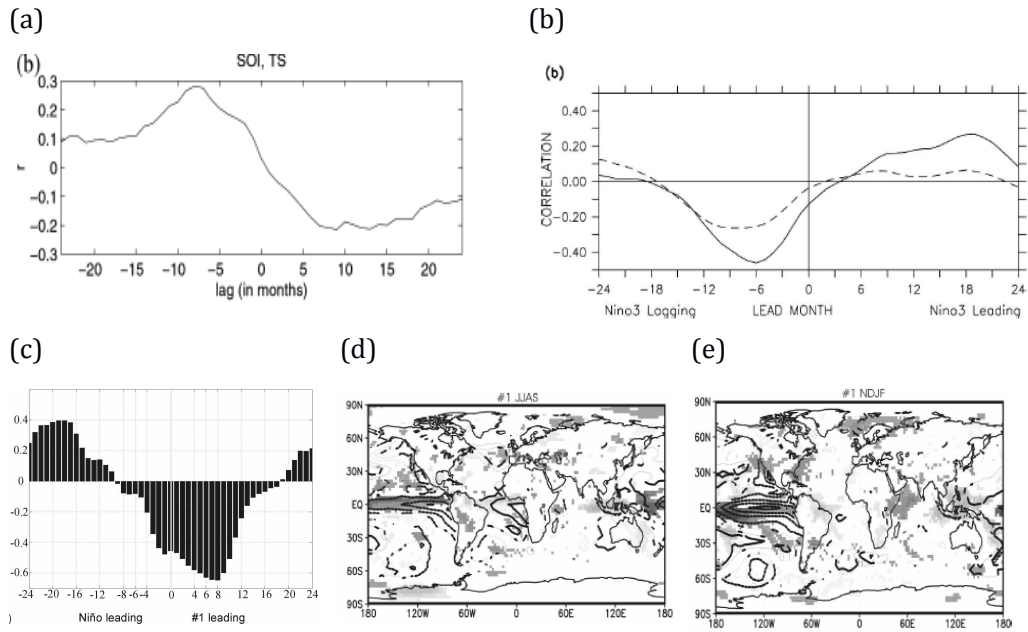 (a)
(b)
SOI, TS
0.3
0.2
0.1
0
-0.1
-0.2
-0.3
r
-20 -15 -10 -5 0 5 10 15 20
lag (in months)
(b)
(b)
0.40
0.20
0.00
-0.20
-0.40
CORRELATION
-24 -18 -12 -6 0 6 12 18 24
Nino3 Lagging LEAD MONTH Nino3 Leading
(c)
0.4
0.2
0
-0.2
-0.4
-0.6
-24 -20 -16 -12 -8 -6 -4 0 4 6 8 12 16 20 24
Niño leading #1 leading
)
(d)
#1 JJAS
90N
60N
30N
EQ
30S
60S
90S
180 120W 60W 0 60E 120E 180
(e)
#1 NDJF
90N
60N
30N
EQ
30S
60S
90S
180 120W 60W 0 60E 120E 180